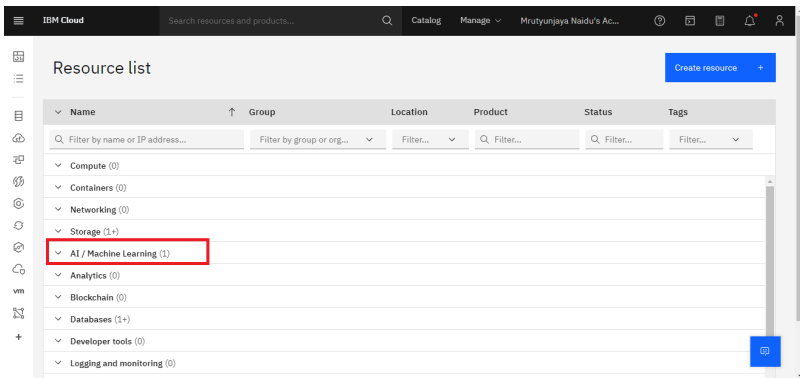 IBM Cloud Search resources and products... Catalog Manage Mrutyunjaya Naidu's Ac...
Resource list
Create resource +
Name Group Location Product Status Tags
Filter by name or IP address... Filter by group or org... Filter... Filter... Filter... Filter...
Compute (0)
Containers (0)
Networking (0)
Storage (1+)
AI / Machine Learning (1)
Analytics (0)
Blockchain (0)
vm
Databases (1+)
Developer tools (0)
Logging and monitoring (0)